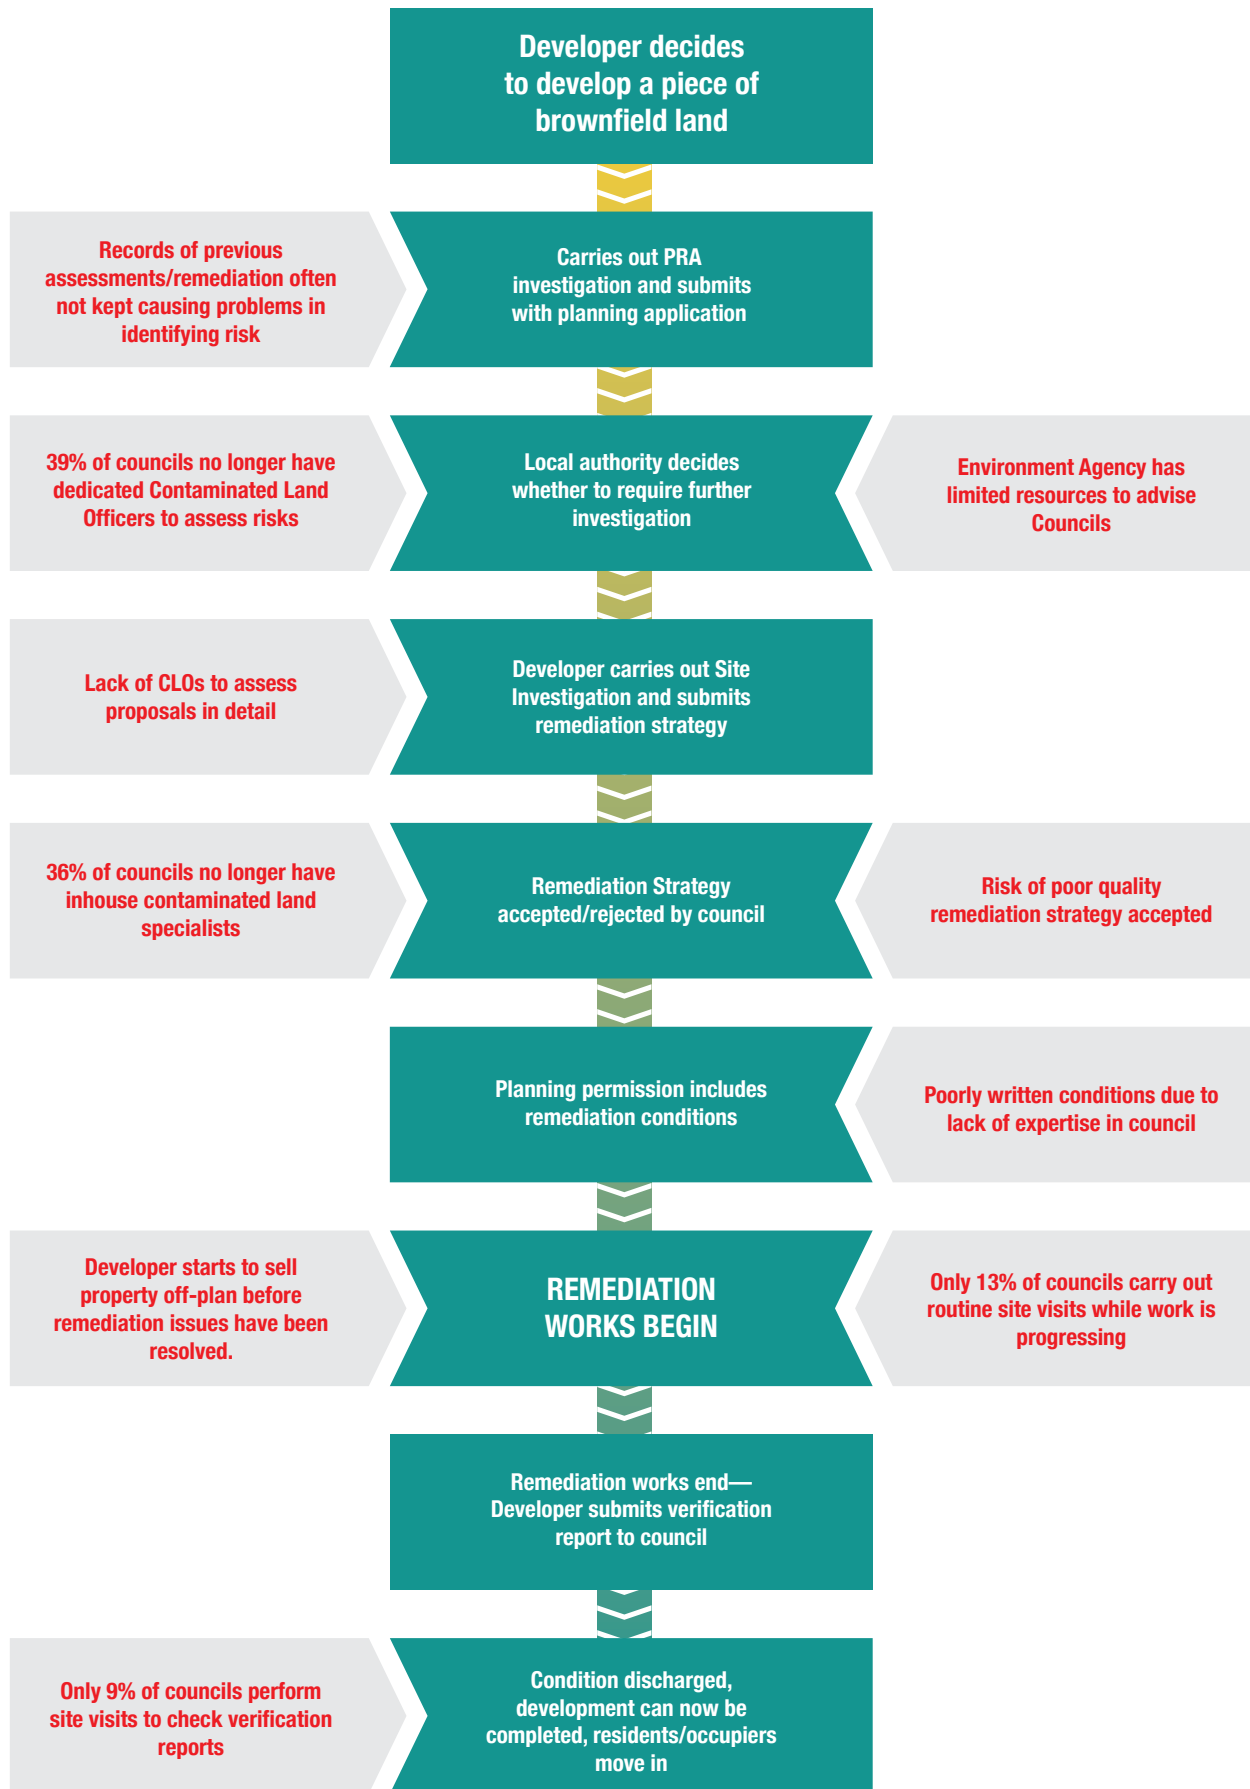 Developer decides
to develop a piece of
brownfield land
Records of previous
assessments/remediation often
not kept causing problems in
identifying risk
Carries out PRA
investigation and submits
with planning application
39% of councils no longer have
dedicated Contaminated Land
Officers to assess risks
Local authority decides
whether to require further
investigation
Environment Agency has
limited resources to advise
Councils
Lack of CLOs to assess
proposals in detail
Developer carries out Site
Investigation and submits
remediation strategy
36% of councils no longer have
inhouse contaminated land
specialists
Remediation Strategy
accepted/rejected by council
Risk of poor quality
remediation strategy accepted
Planning permission includes
remediation conditions
Poorly written conditions due to
lack of expertise in council
Developer starts to sell
property off-plan before
remediation issues have been
resolved.
REMEDIATION
WORKS BEGIN
Only 13% of councils carry out
routine site visits while work is
progressing
Remediation works end—
Developer submits verification
report to council
Only 9% of councils perform
site visits to check verification
reports
Condition discharged,
development can now be
completed, residents/occupiers
move in